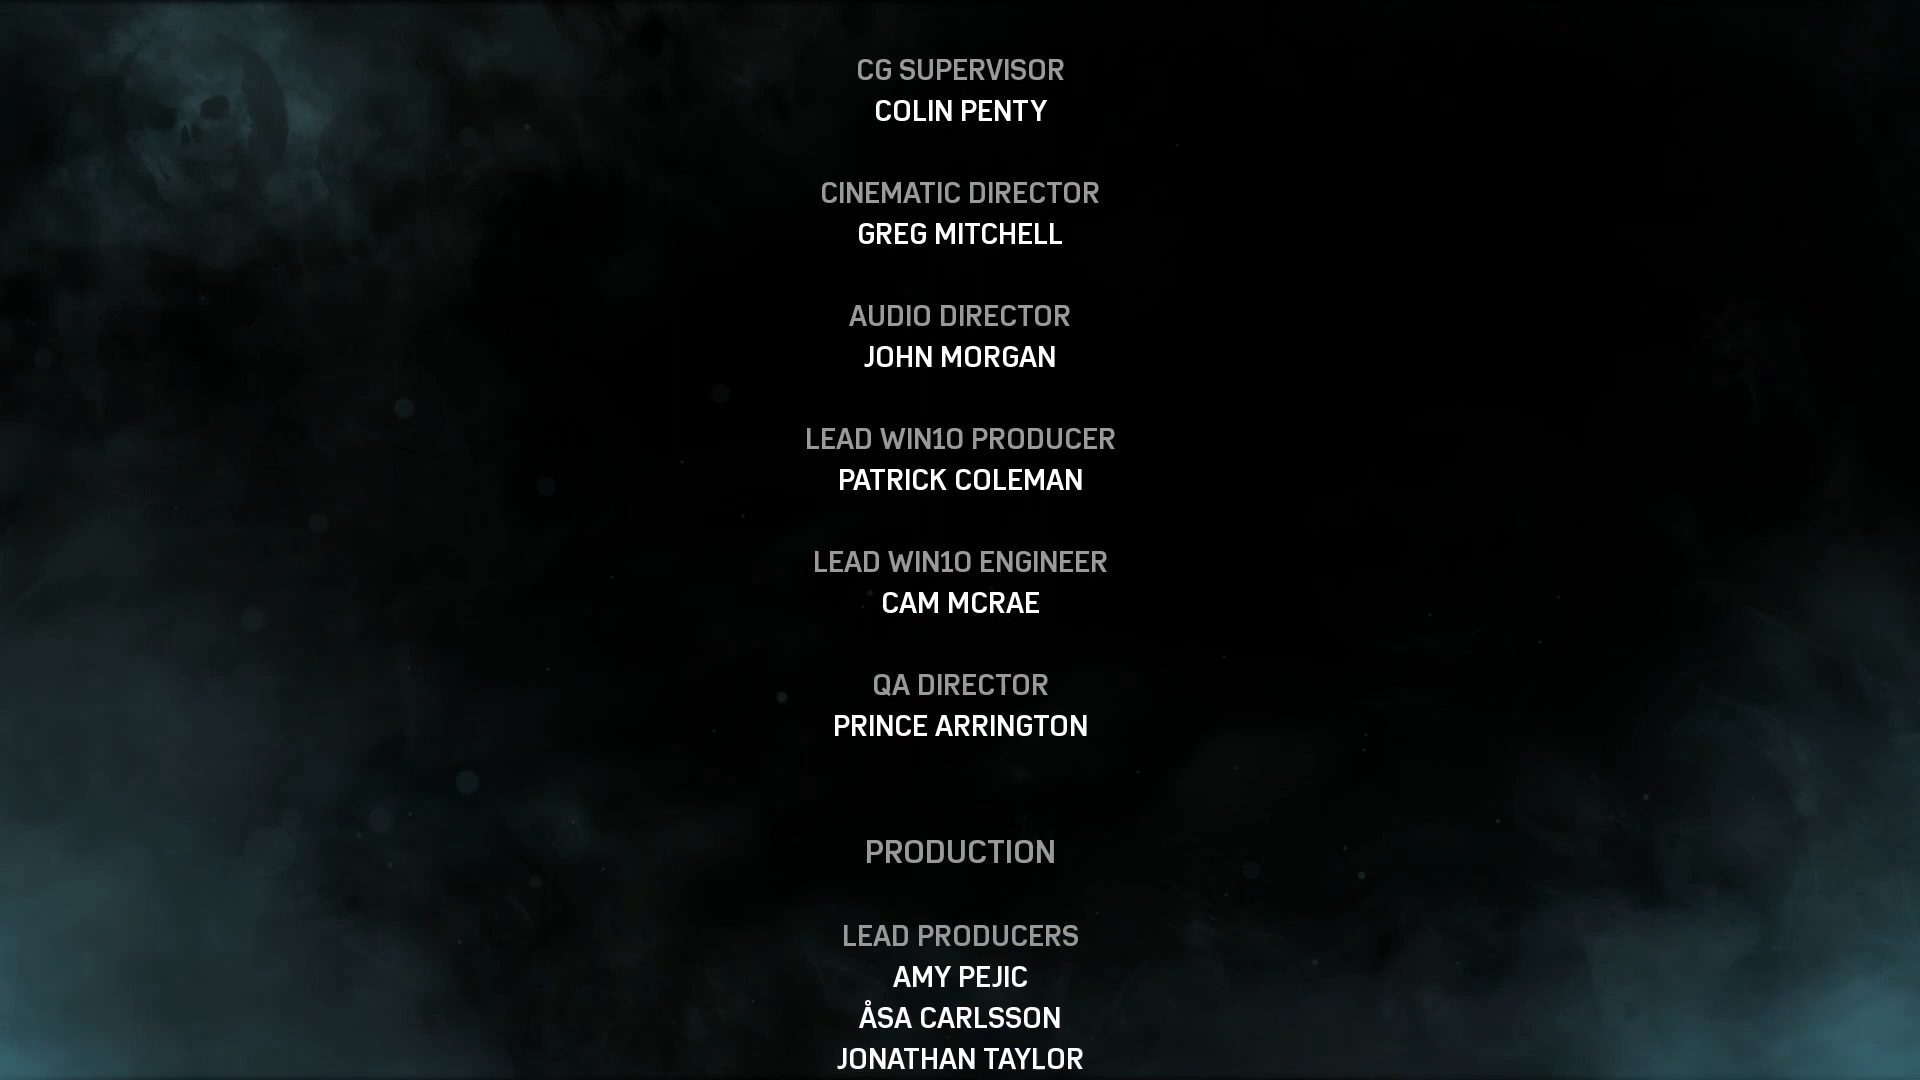 CG SUPERVISOR
COLIN PENTY
CINEMATIC DIRECTOR
GREG MITCHELL
AUDIO DIRECTOR
JOHN MORGAN
LEAD WIN10 PRODUCER
PATRICK COLEMAN
LEAD WIN10 ENGINEER
CAM MCRAE
QA DIRECTOR
PRINCE ARRINGTON
PRODUCTION
LEAD PRODUCERS
AMY PEJIC
ÅSA CARLSSON
JONATHAN TAYLOR